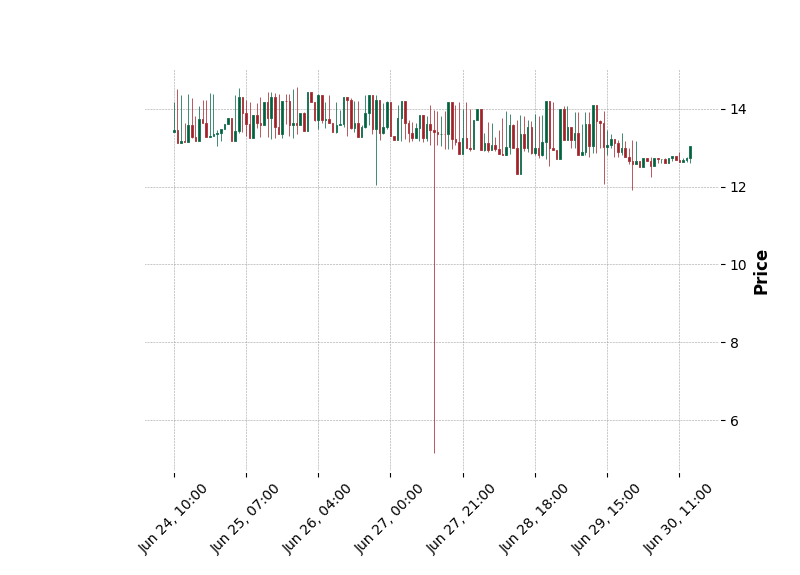 14
12
10
8
6
Price
Jun 24, 10:00
Jun 25, 07:00
Jun 26, 04:00
Jun 27, 00:00
Jun 27, 21:00
Jun 28, 18:00
Jun 29, 15:00
Jun 30, 11:00